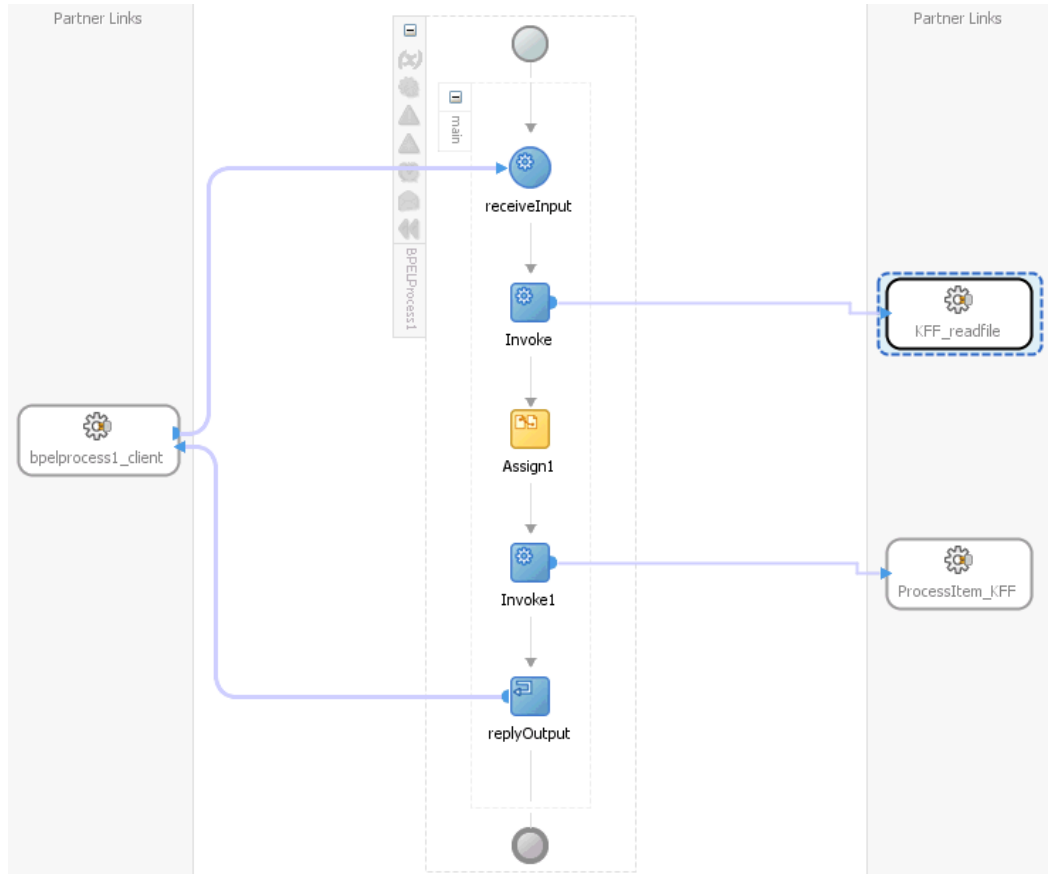 Partner Links
Partner Links
main
receiveInput
BPELProcess1
Invoke
KFF_readfile
bpelprocess1_client
Assign1
Invoke1
ProcessItem_KFF
replyOutput